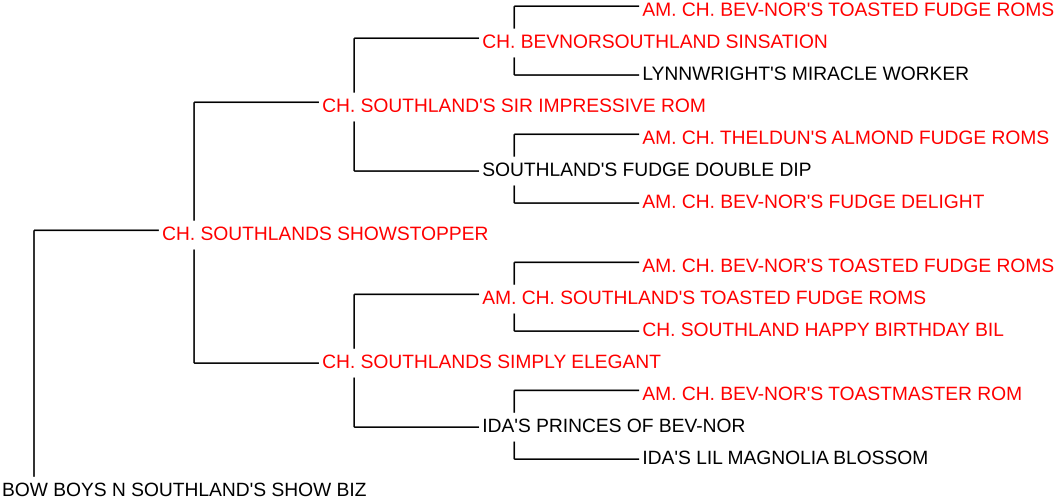 AM. CH. BEV-NOR'S TOASTED FUDGE ROMS
CH. BEVNORSOUTHLAND SINSATION
LYNNWRIGHT'S MIRACLE WORKER
CH. SOUTHLAND'S SIR IMPRESSIVE ROM
AM. CH. THELDUN'S ALMOND FUDGE ROMS
SOUTHLAND'S FUDGE DOUBLE DIP
AM. CH. BEV-NOR'S FUDGE DELIGHT
CH. SOUTHLANDS SHOWSTOPPER
AM. CH. BEV-NOR'S TOASTED FUDGE ROMS
AM. CH. SOUTHLAND'S TOASTED FUDGE ROMS
CH. SOUTHLAND HAPPY BIRTHDAY BIL
CH. SOUTHLANDS SIMPLY ELEGANT
AM. CH. BEV-NOR'S TOASTMASTER ROM
IDA'S PRINCES OF BEV-NOR
IDA'S LIL MAGNOLIA BLOSSOM
BOW BOYS N SOUTHLAND'S SHOW BIZ